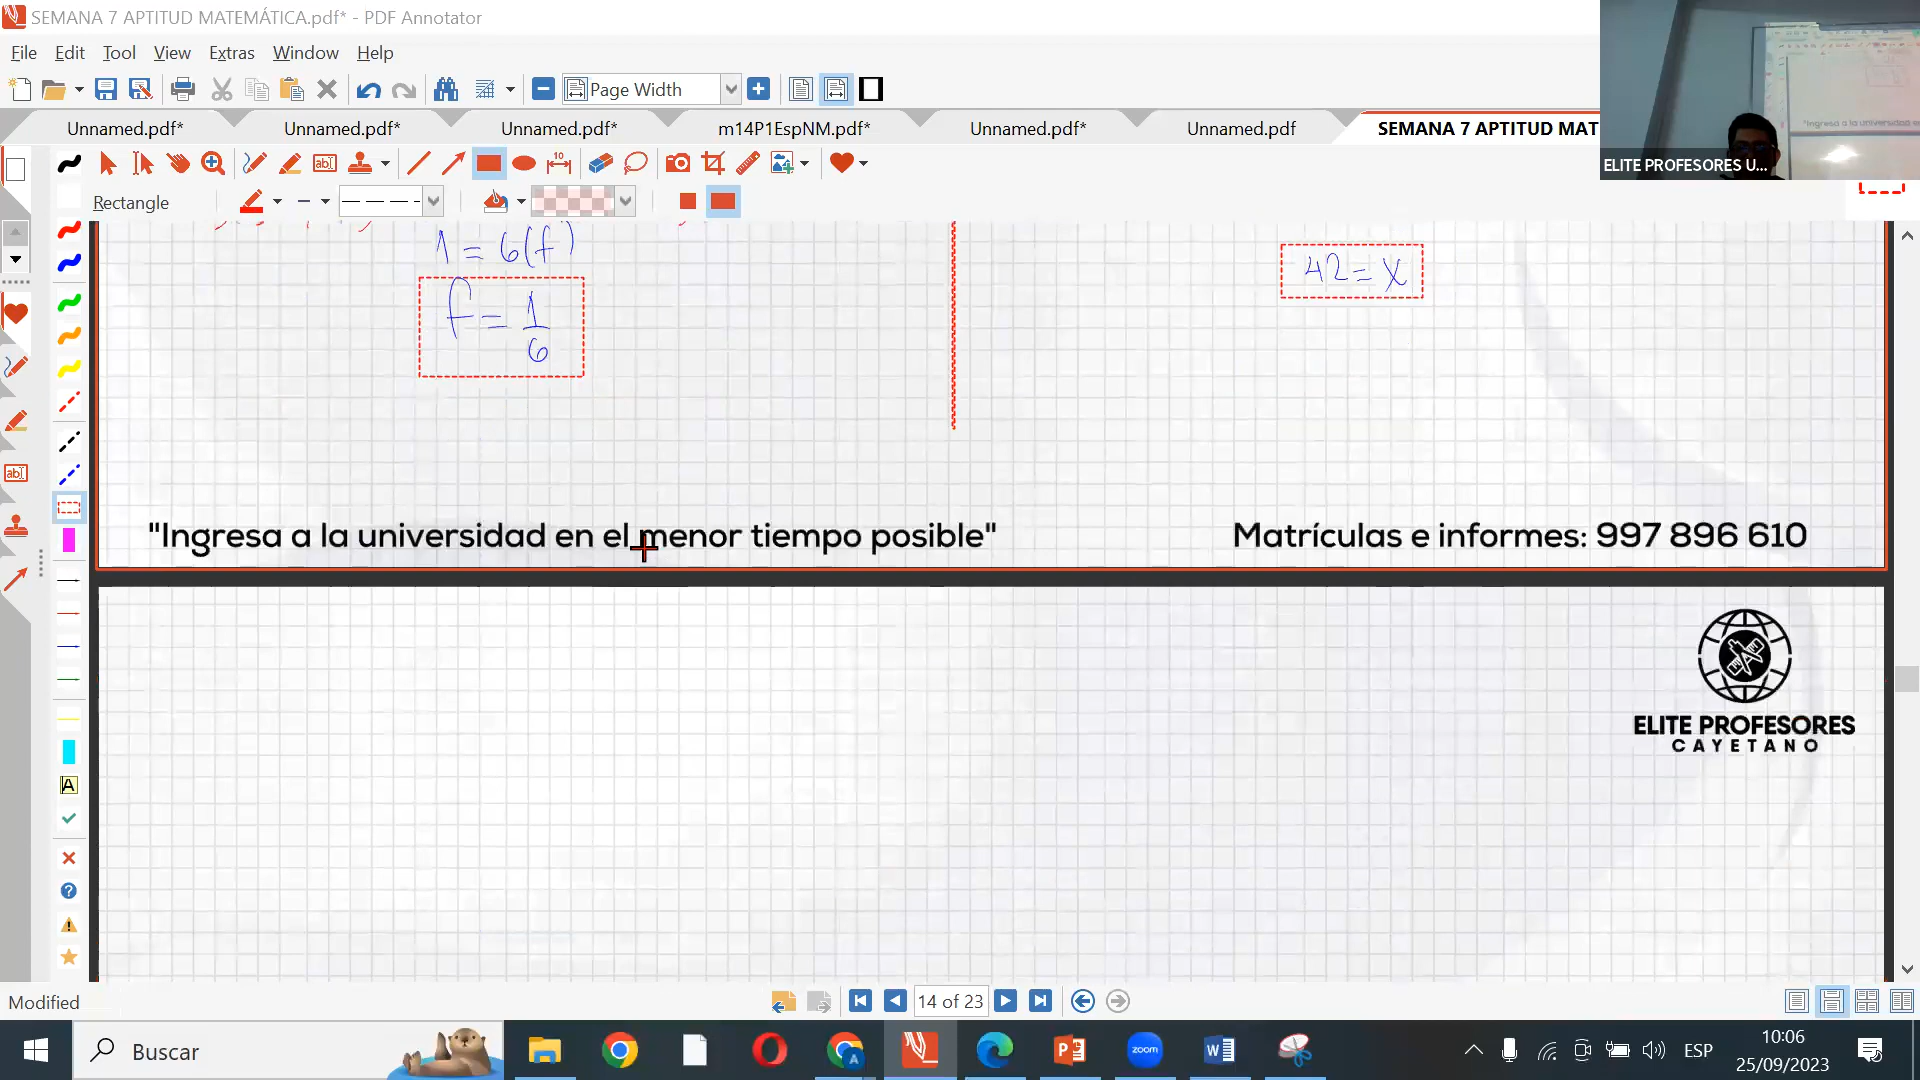 SEMANA 7 APTITUD MATEMÁTICA.pdf* - PDF Annotator
File Edit Tool View Extras Window Help
Page Width
Unnamed.pdf* Unnamed.pdf* Unnamed.pdf* m14P1EspNM.pdf* Unnamed.pdf* Unnamed.pdf SEMANA 7 APTITUD MAT
ELITE PROFESORES U...
Rectangle
1 = 6(f)
f = 1/6
42 = x
"Ingresa a la universidad en el menor tiempo posible"
Matrículas e informes: 997 896 610
ELITE PROFESORES
CAYETANO
Modified
14 of 23
Buscar
zoom
ESP
10:06
25/09/2023